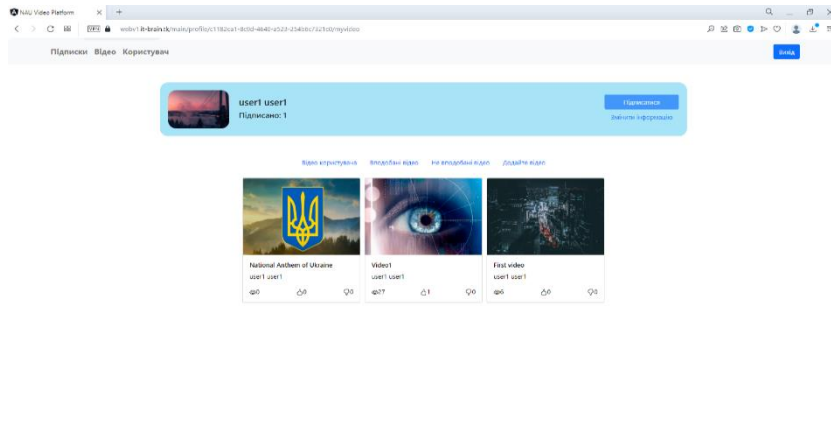 NAU Video Platform
VPN
Підписки Відео Користувач
Вихід
user1 user1
Підписано: 1
Підписатися
Змінити інформацію
Відео користувача Вподобані відео Не вподобані відео Додайте відео
National Anthem of Ukraine
user1 user1
0 0 0
Video1
user1 user1
27 1 0
First video
user1 user1
6 0 0